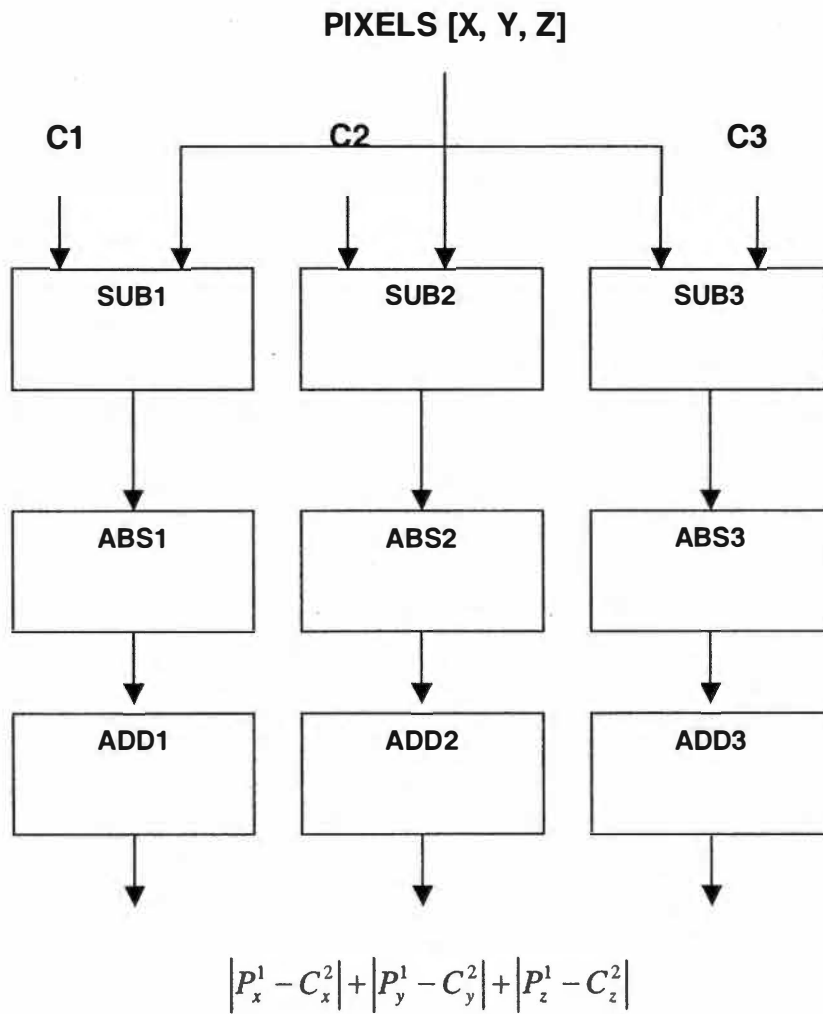 PIXELS [X, Y, Z]
C1 C2 C3
SUB1 SUB2 SUB3
ABS1 ABS2 ABS3
ADD1 ADD2 ADD3
|P_x^1 - C_x^2| + |P_y^1 - C_y^2| + |P_z^1 - C_z^2|